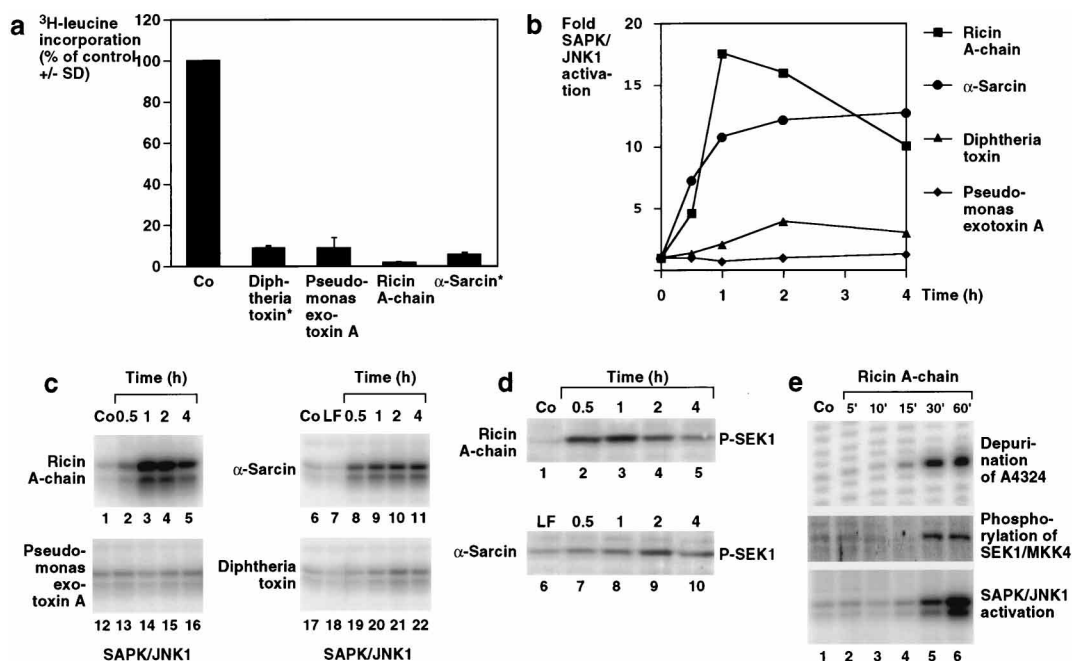 a
³H-leucine
incorporation
(% of control
+/- SD)
120
100
80
60
40
20
0
Co
Diph-
theria
toxin*
Pseudo-
monas
exo-
toxin A
Ricin
A-chain
α-Sarcin*
b
Fold
SAPK/
JNK1
activa-
tion
20
15
10
5
0 1 2 3 4 Time (h)
Ricin
A-chain
α-Sarcin
Diphtheria
toxin
Pseudo-
monas
exotoxin A
c
Time (h)
Co 0.5 1 2 4
Ricin
A-chain
1 2 3 4 5
Pseudo-
monas
exo-
toxin A
12 13 14 15 16
SAPK/JNK1
Time (h)
Co LF 0.5 1 2 4
α-Sarcin
6 7 8 9 10 11
Diphtheria
toxin
17 18 19 20 21 22
SAPK/JNK1
d
Time (h)
Co 0.5 1 2 4
Ricin
A-chain
P-SEK1
1 2 3 4 5
LF 0.5 1 2 4
α-Sarcin
P-SEK1
6 7 8 9 10
e
Ricin A-chain
Co 5' 10' 15' 30' 60'
Depuri-
nation
of A4324
Phospho-
rylation of
SEK1/MKK4
SAPK/JNK1
activation
1 2 3 4 5 6